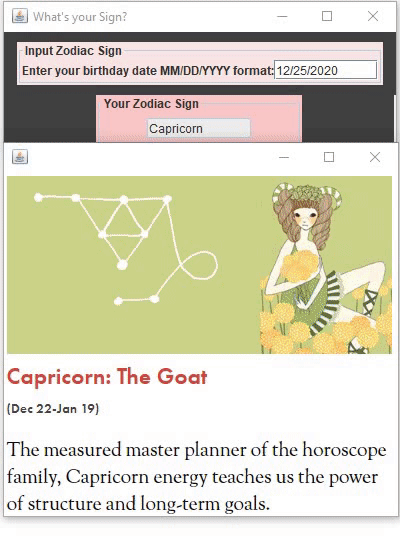 What's your Sign?
Input Zodiac Sign
Enter your birthday date MM/DD/YYYY format: 12/25/2020
Your Zodiac Sign
Capricorn
Capricorn: The Goat
(Dec 22-Jan 19)
The measured master planner of the horoscope
family, Capricorn energy teaches us the power
of structure and long-term goals.